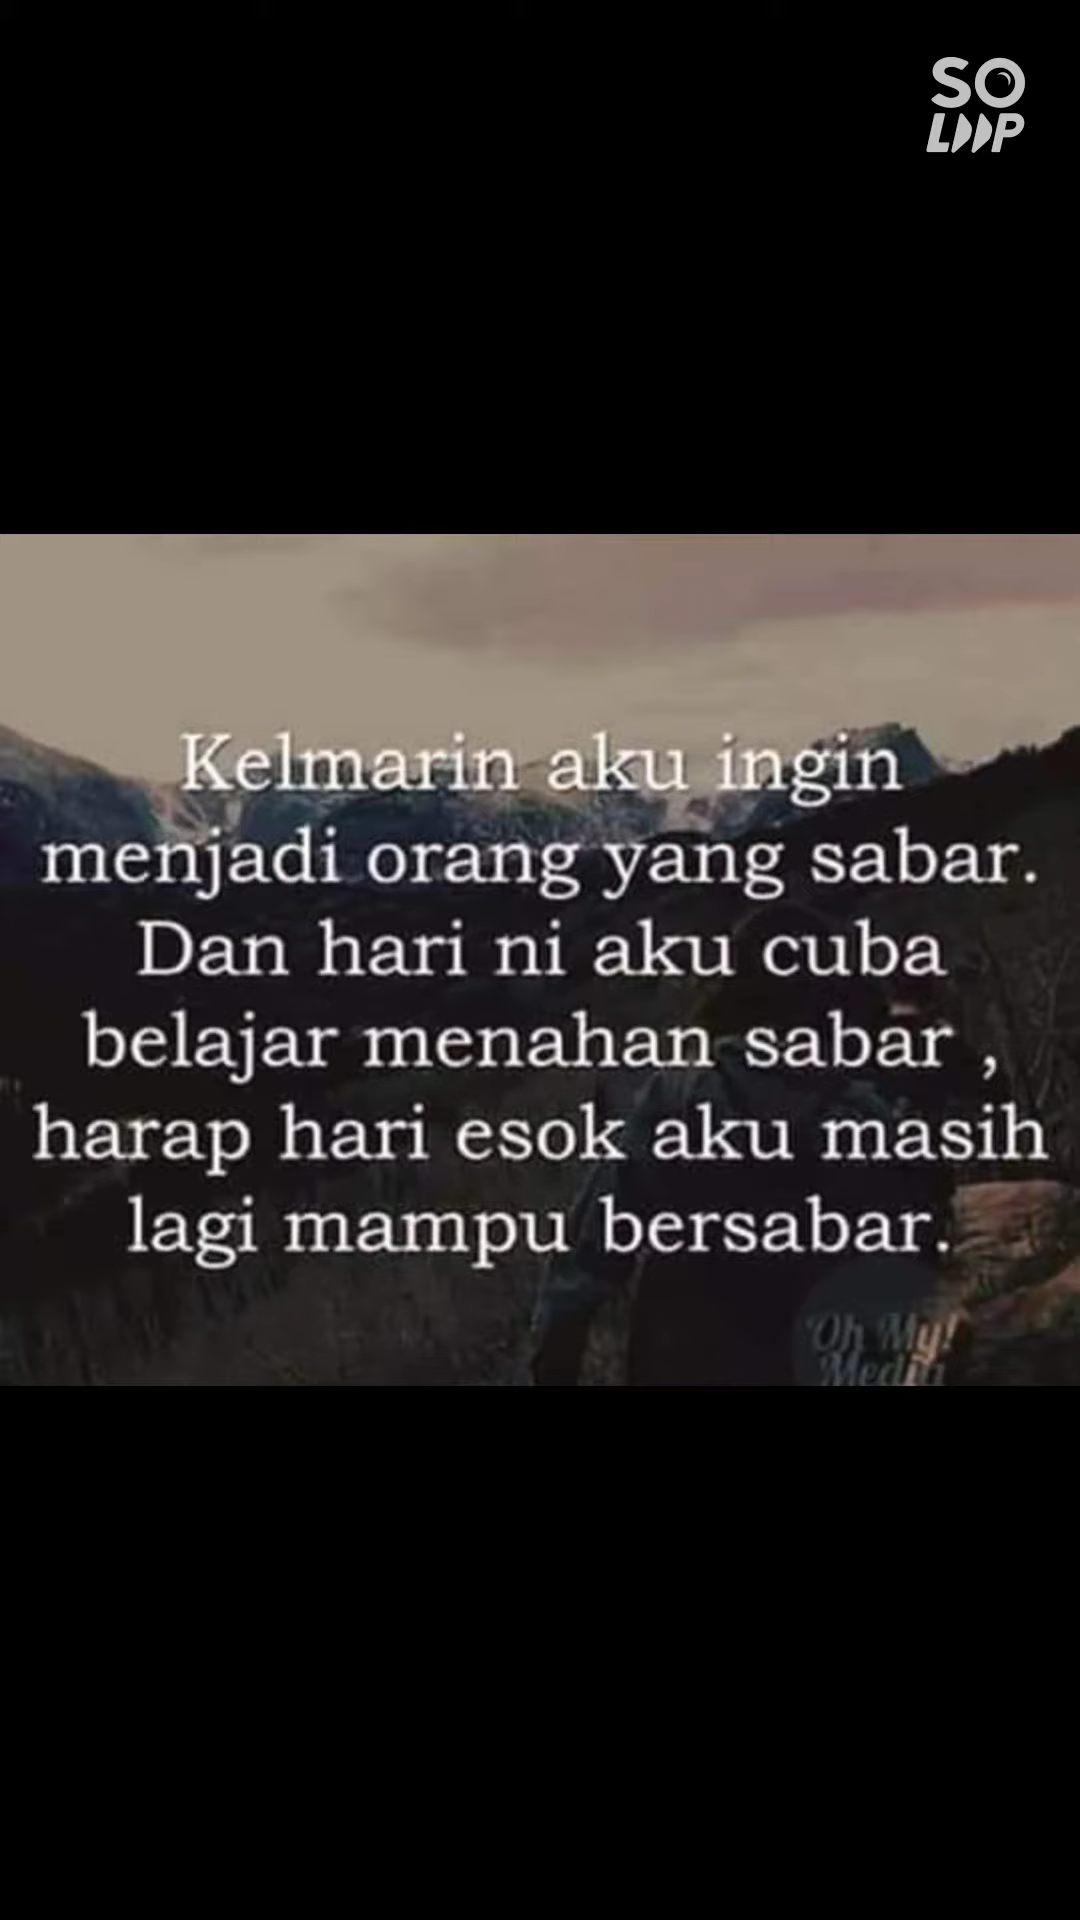 SO
LOOP
Kelmarin aku ingin
menjadi orang yang sabar.
Dan hari ni aku cuba
belajar menahan sabar ,
harap hari esok aku masih
lagi mampu bersabar.
Oh My!
Media